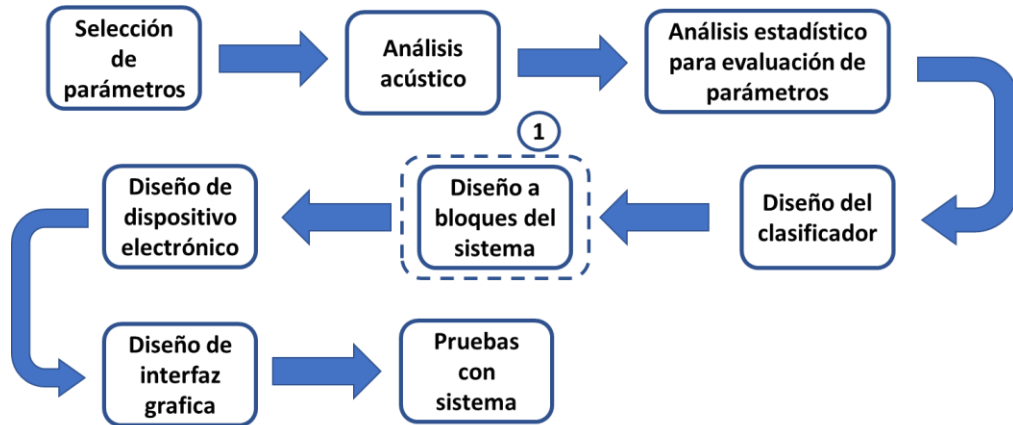 Selección
de
parámetros
Análisis
acústico
Análisis estadístico
para evaluación de
parámetros
1
Diseño del
clasificador
Diseño a
bloques del
sistema
Diseño de
dispositivo
electrónico
Diseño de
interfaz
grafica
Pruebas
con
sistema